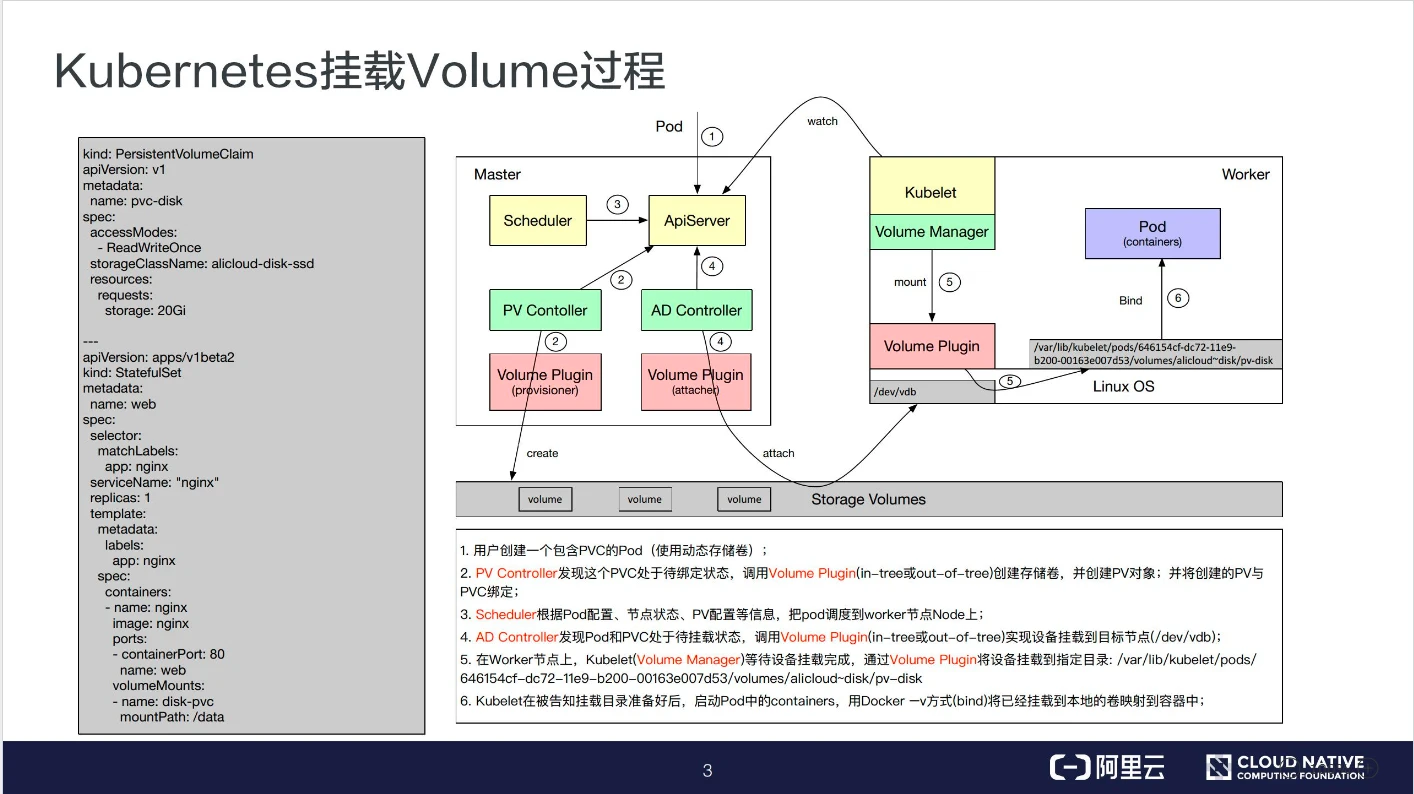 Kubernetes挂载Volume过程
kind: PersistentVolumeClaim
apiVersion: v1
metadata:
  name: pvc-disk
spec:
  accessModes:
    - ReadWriteOnce
  storageClassName: alicloud-disk-ssd
  resources:
    requests:
      storage: 20Gi
---
apiVersion: apps/v1beta2
kind: StatefulSet
metadata:
  name: web
spec:
  selector:
    matchLabels:
      app: nginx
  serviceName: "nginx"
  replicas: 1
  template:
    metadata:
      labels:
        app: nginx
    spec:
      containers:
      - name: nginx
        image: nginx
        ports:
        - containerPort: 80
          name: web
        volumeMounts:
        - name: disk-pvc
          mountPath: /data
Pod
1
watch
Master
Scheduler
3
ApiServer
2
4
PV Contoller
AD Controller
2
4
Volume Plugin
(provisioner)
Volume Plugin
(attacher)
create
attach
Kubelet
Volume Manager
Worker
Pod
(containers)
mount
5
Bind
6
Volume Plugin
/var/lib/kubelet/pods/646154cf-dc72-11e9-
b200-00163e007d53/volumes/alicloud~disk/pv-disk
/dev/vdb
5
Linux OS
volume
volume
volume
Storage Volumes
1. 用户创建一个包含PVC的Pod（使用动态存储卷）；
2. PV Controller发现这个PVC处于待绑定状态，调用Volume Plugin(in-tree或out-of-tree)创建存储卷，并创建PV对象；并将创建的PV与
PVC绑定；
3. Scheduler根据Pod配置、节点状态、PV配置等信息，把pod调度到worker节点Node上；
4. AD Controller发现Pod和PVC处于待挂载状态，调用Volume Plugin(in-tree或out-of-tree)实现设备挂载到目标节点(/dev/vdb)；
5. 在Worker节点上，Kubelet(Volume Manager)等待设备挂载完成，通过Volume Plugin将设备挂载到指定目录: /var/lib/kubelet/pods/
646154cf-dc72-11e9-b200-00163e007d53/volumes/alicloud~disk/pv-disk
6. Kubelet在被告知挂载目录准备好后，启动Pod中的containers，用Docker —v方式(bind)将已经挂载到本地的卷映射到容器中；
3
阿里云
CLOUD NATIVE
COMPUTING FOUNDATION